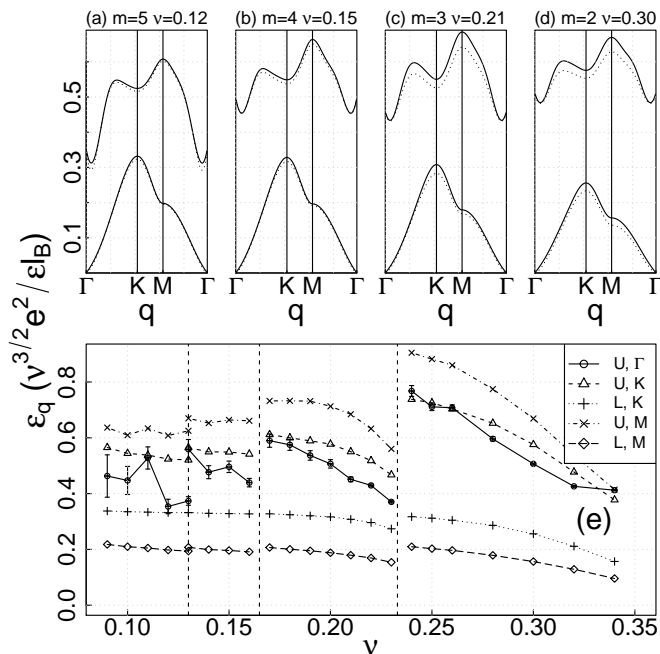 (a) m=5 ν=0.12
(b) m=4 ν=0.15
(c) m=3 ν=0.21
(d) m=2 ν=0.30
0.5
0.3
0.1
Γ K M Γ
Γ K M Γ
Γ K M Γ
Γ K M Γ
q q q q
ε_q (ν^{3/2} e^2 / εl_B)
0.8
0.6
0.4
0.2
0.0
U, Γ
U, K
L, K
U, M
L, M
(e)
0.10 0.15 0.20 0.25 0.30 0.35
ν